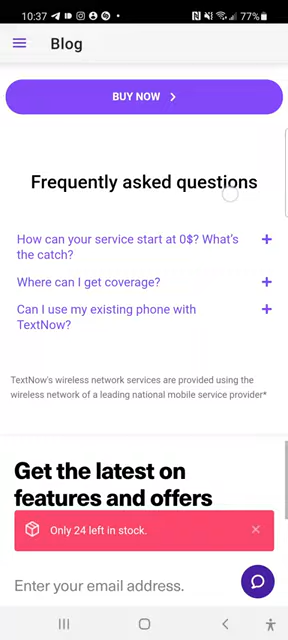 10:37
77%
Blog
BUY NOW
Frequently asked questions
How can your service start at 0$? What's
the catch?
Where can I get coverage?
Can I use my existing phone with
TextNow?
TextNow's wireless network services are provided using the
wireless network of a leading national mobile service provider*
Get the latest on
features and offers
Only 24 left in stock.
Enter your email address.